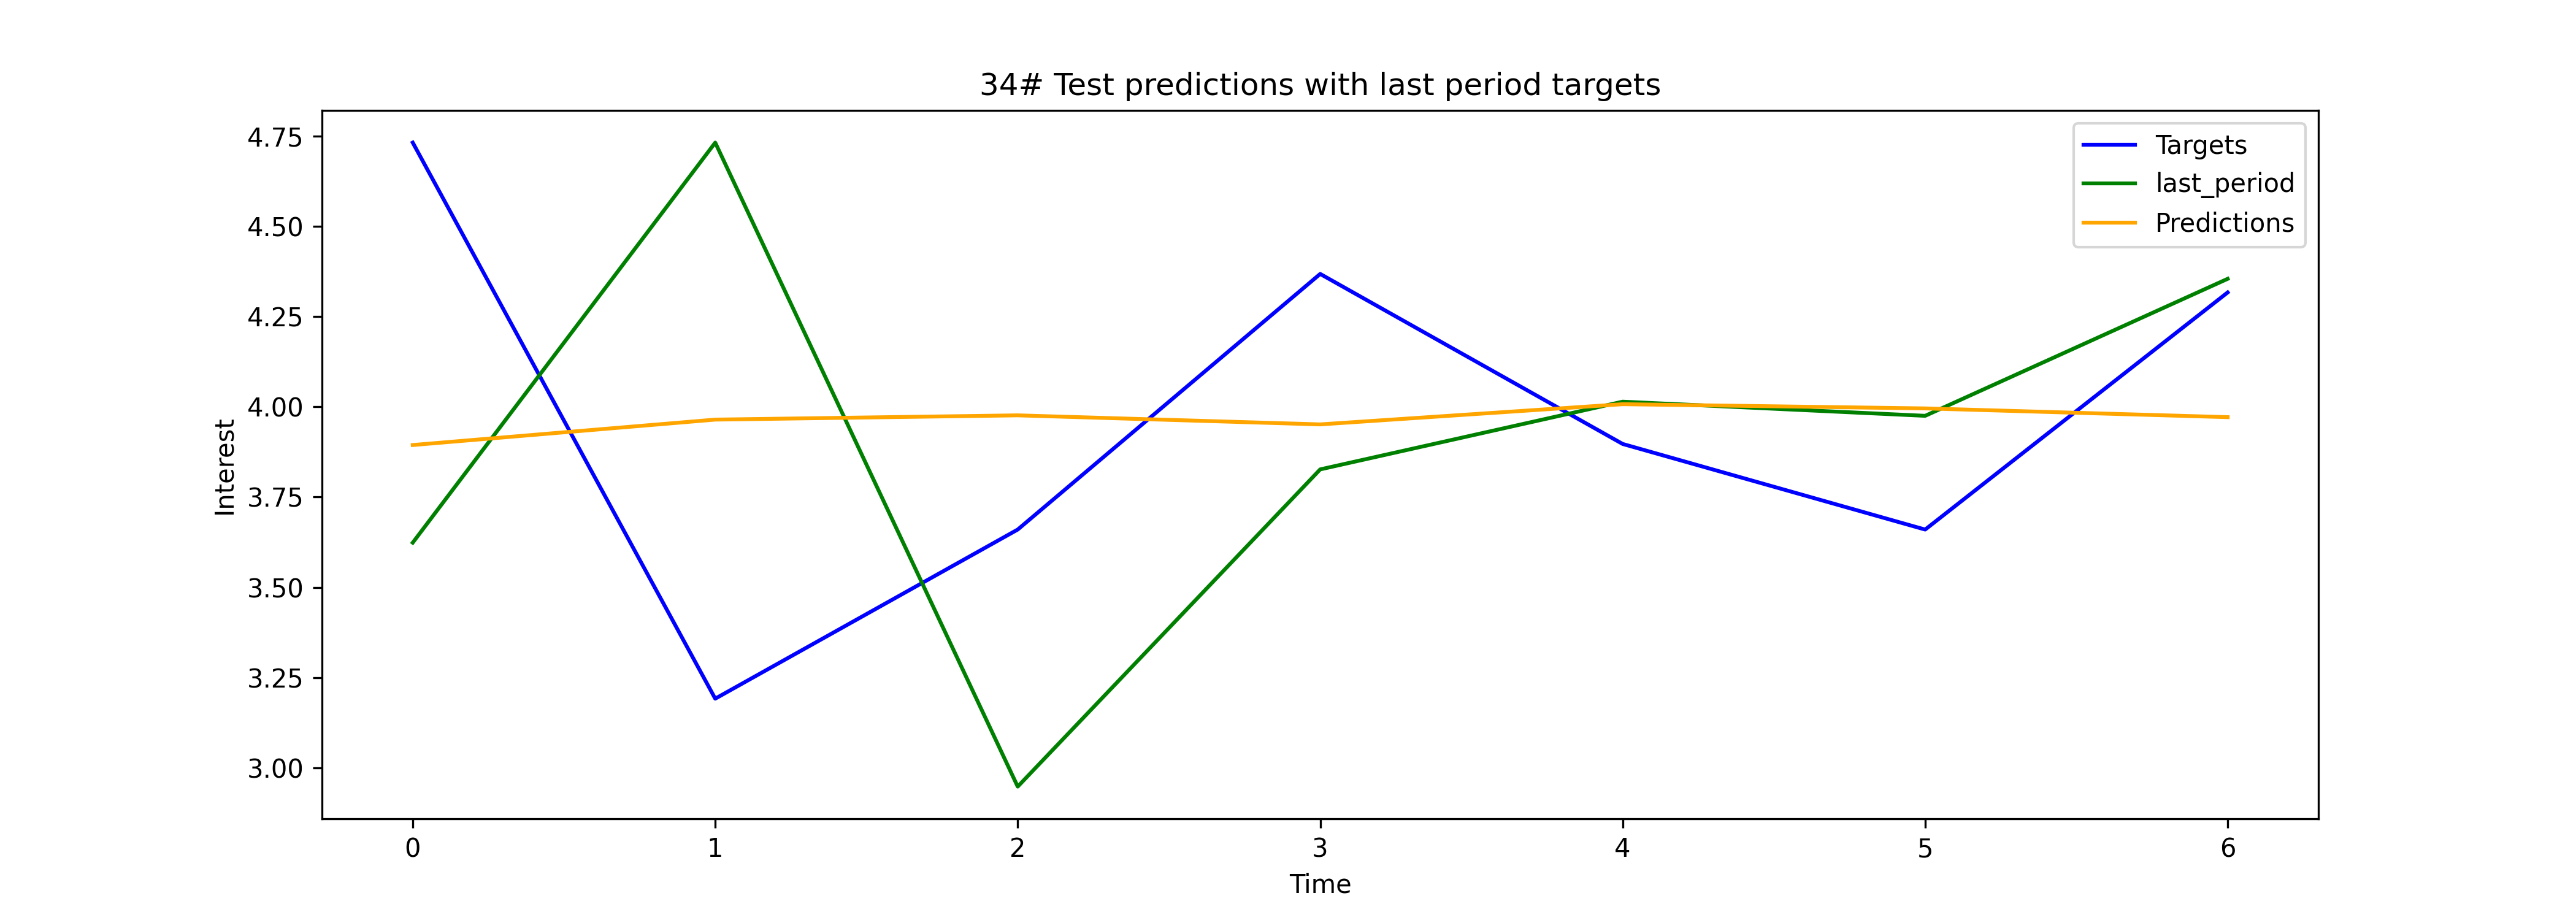 34# Test predictions with last period targets
Targets
last_period
Predictions
Interest
4.75
4.50
4.25
4.00
3.75
3.50
3.25
3.00
0 1 2 3 4 5 6
Time